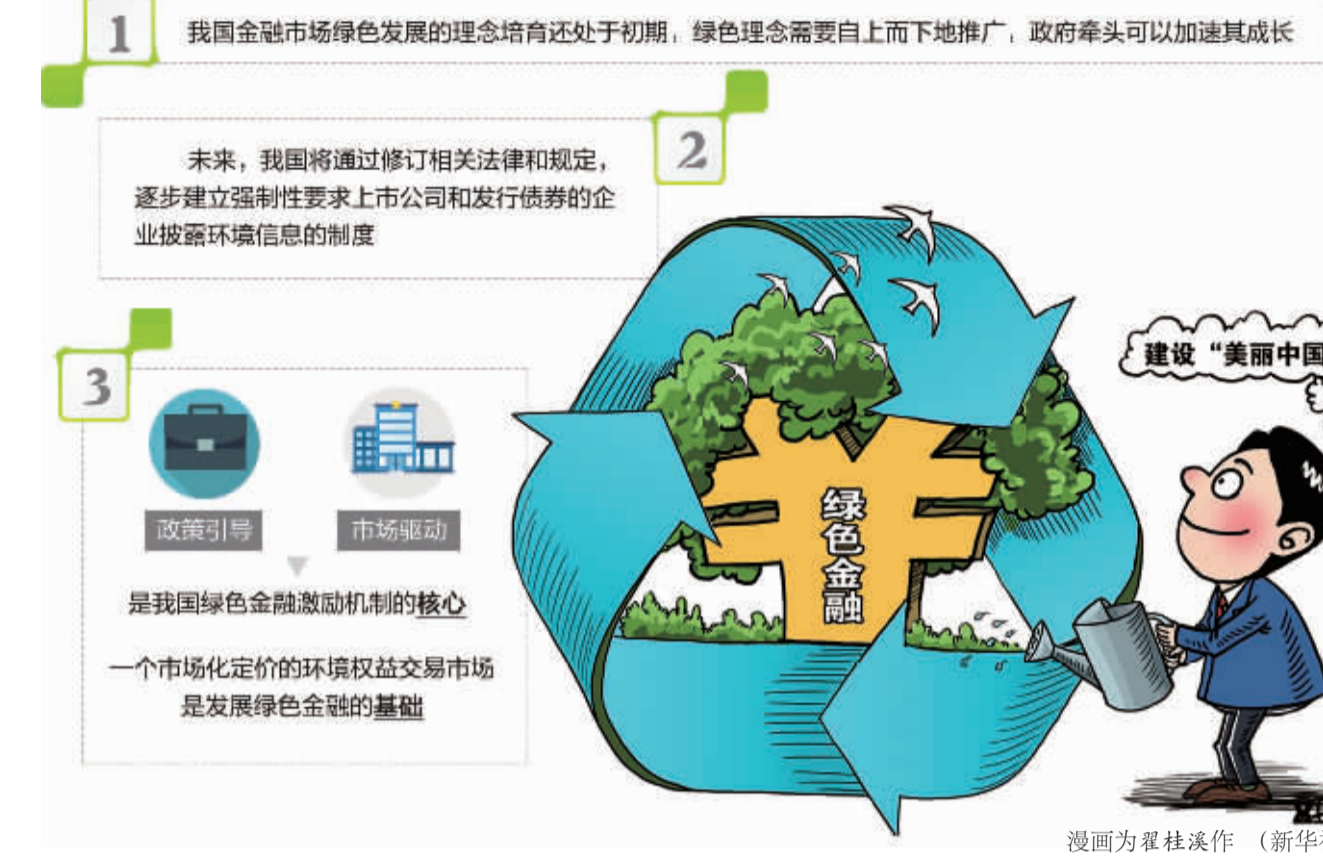 1
我国金融市场绿色发展的理念培育还处于初期，绿色理念需要自上而下地推广，政府牵头可以加速其成长
2
未来，我国将通过修订相关法律和规定，
逐步建立强制性要求上市公司和发行债券的企
业披露环境信息的制度
3
政策引导
市场驱动
是我国绿色金融激励机制的核心
一个市场化定价的环境权益交易市场
是发展绿色金融的基础
绿色金融
建设“美丽中国
漫画为翟桂溪作 （新华社